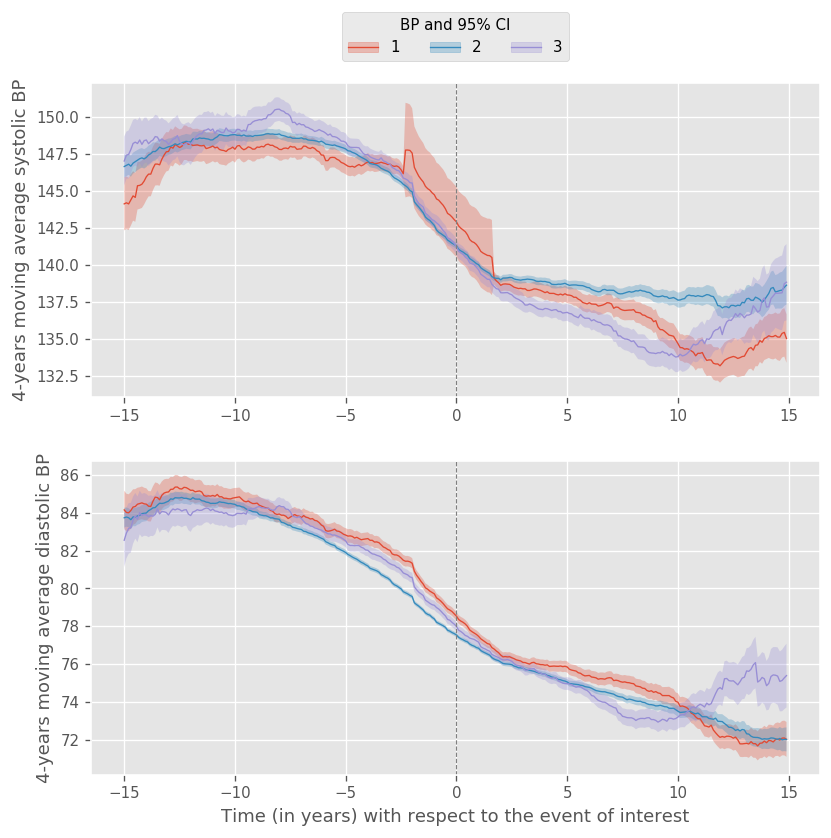 BP and 95% CI
1 2 3
4-years moving average systolic BP
150.0
147.5
145.0
142.5
140.0
137.5
135.0
132.5
−15 −10 −5 0 5 10 15
4-years moving average diastolic BP
86
84
82
80
78
76
74
72
−15 −10 −5 0 5 10 15
Time (in years) with respect to the event of interest